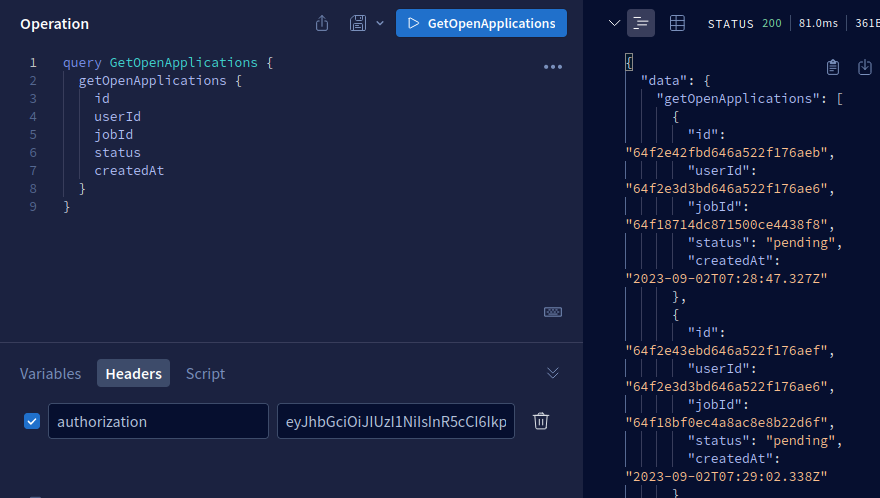 Operation
GetOpenApplications
1 query GetOpenApplications {
2 getOpenApplications {
3 id
4 userId
5 jobId
6 status
7 createdAt
8 }
9 }
Variables
Headers
Script
authorization
eyJhbGciOiJIUzI1NiIsInR5cCI6Ikp
STATUS 200
81.0ms
361B
{
"data": {
"getOpenApplications": [
{
"id":
"64f2e42fbd646a522f176aeb",
"userId":
"64f2e3d3bd646a522f176ae6",
"jobId":
"64f18714dc871500ce4438f8",
"status": "pending",
"createdAt":
"2023-09-02T07:28:47.327Z"
},
{
"id":
"64f2e43ebd646a522f176aef",
"userId":
"64f2e3d3bd646a522f176ae6",
"jobId":
"64f18bf0ec4a8ac8e8b22d6f",
"status": "pending",
"createdAt":
"2023-09-02T07:29:02.338Z"
}